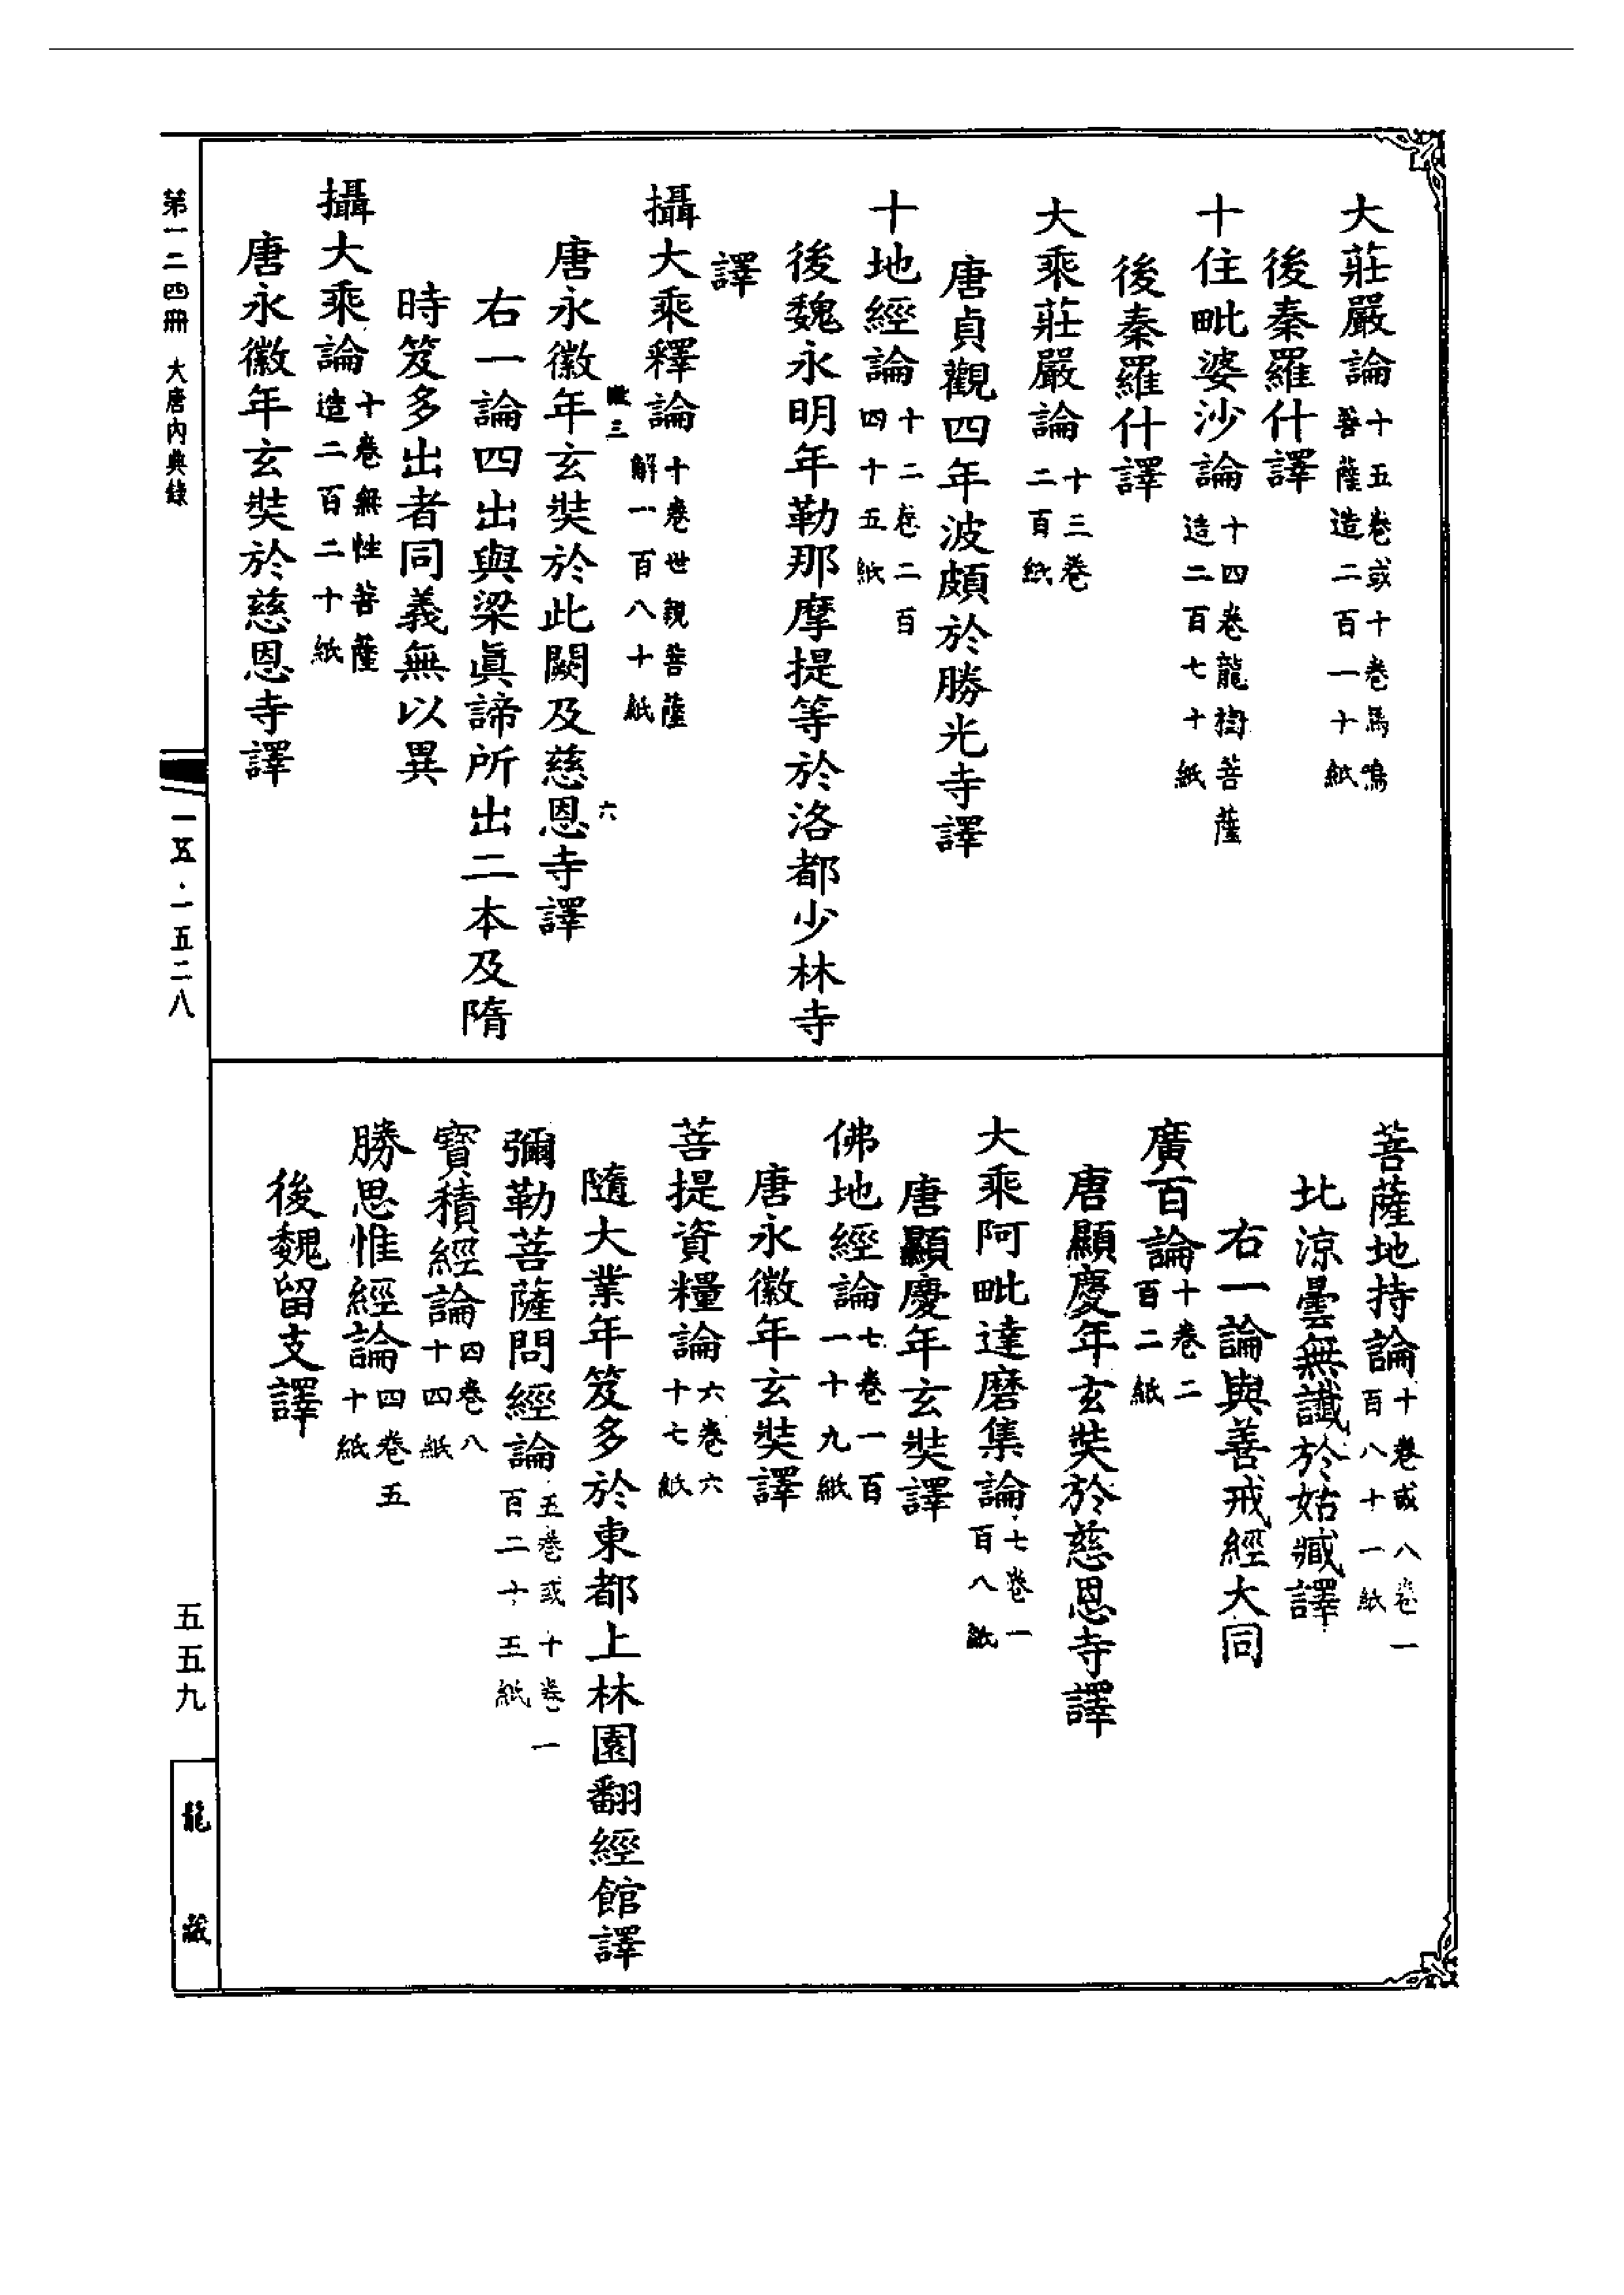 大莊嚴論十五卷或十卷馬鳴菩薩造二百一十紙
後秦羅什譯
十住毗婆沙論十四卷龍樹菩薩造二百七十紙
後秦羅什譯
大乘莊嚴論十三卷二百紙
唐貞觀四年波頗於勝光寺譯
十地經論十二卷二百四十五紙
後魏永明年勒那摩提等於洛都少林寺
譯
攝大乘釋論十卷世親菩薩解一百八十紙
三
六
唐永徽年玄奘於此闕及慈恩寺譯
右一論四出與梁眞諦所出二本及隋
時笈多出者同義無以異
攝大乘論十卷無性菩薩造二百二十紙
唐永徽年玄奘於慈恩寺譯
菩薩地持論十卷或八卷一百八十一紙
北涼曇無讖於姑臧譯
右一論與善戒經大同
廣百論十卷二百二紙
唐顯慶年玄奘於慈恩寺譯
大乘阿毗達磨集論七卷一百八紙
唐顯慶年玄奘譯
佛地經論七卷一百一十九紙
唐永徽年玄奘譯
菩提資糧論六卷六十七紙
隨大業年笈多於東都上林園翻經館譯
彌勒菩薩問經論五卷或十卷一百二十五紙
寶積經論四卷八十四紙
勝思惟經論四卷五十紙
後魏留支譯
第一二四冊 大唐內典錄
一五·一五二八
五五九
龍藏